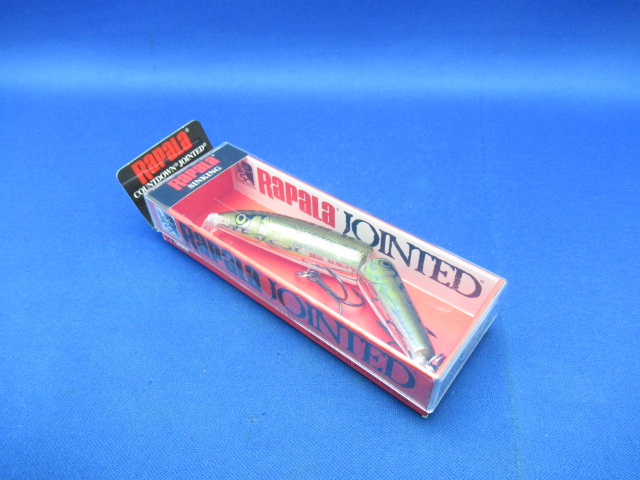 RAPALA®
COUNTDOWN® JOINTED®
RAPALA
SINKING
RAPALA
JOINTED
RAPALA
JOINTED